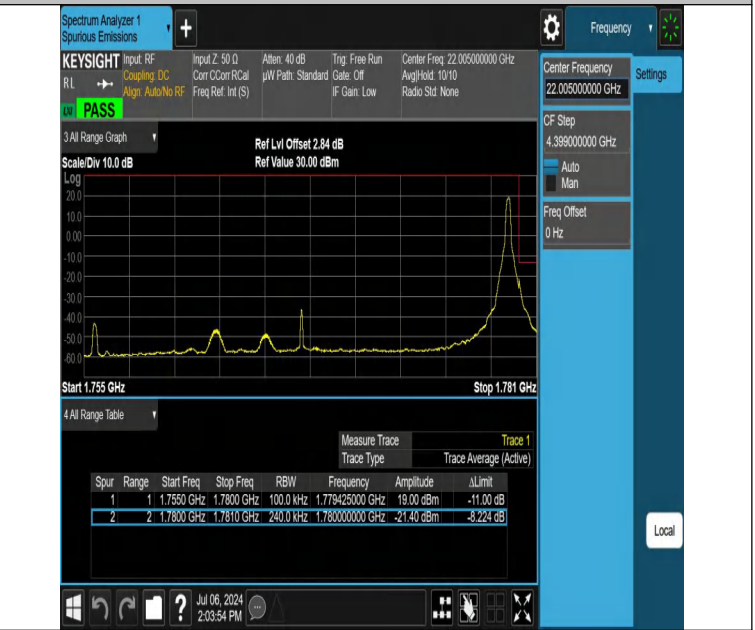 Spectrum Analyzer 1
Spurious Emissions
Frequency
KEYSIGHT Input: RF Input Z: 50 Ω Atten: 40 dB Trig: Free Run Center Freq: 22.005000000 GHz
RL Coupling: DC Corr CCorr RCal µW Path: Standard Gate: Off Avg|Hold: 10/10
Align: Auto/No RF Freq Ref: Int (S) IF Gain: Low Radio Std: None
PASS
Center Frequency
22.005000000 GHz
Settings
CF Step
4.399000000 GHz
Auto
Man
Freq Offset
0 Hz
3 All Range Graph
Ref Lvl Offset 2.84 dB
Scale/Div 10.0 dB Ref Value 30.00 dBm
Log
20.0
10.0
0.00
-10.0
-20.0
-30.0
-40.0
-50.0
-60.0
Start 1.755 GHz Stop 1.781 GHz
4 All Range Table
Measure Trace Trace 1
Trace Type Trace Average (Active)
Spur Range Start Freq Stop Freq RBW Frequency Amplitude ΔLimit
1 1 1.7550 GHz 1.7800 GHz 100.0 kHz 1.779425000 GHz 19.00 dBm -11.00 dB
2 2 1.7800 GHz 1.7810 GHz 240.0 kHz 1.780000000 GHz -21.40 dBm -8.224 dB
Local
? Jul 06, 2024
2:03:54 PM